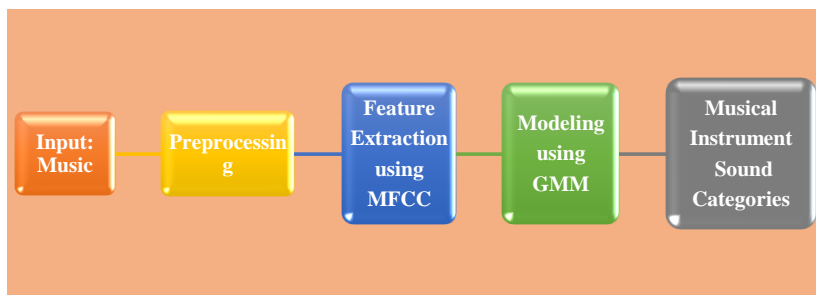 Input:
Music
Preprocessin
g
Feature
Extraction
using
MFCC
Modeling
using
GMM
Musical
Instrument
Sound
Categories